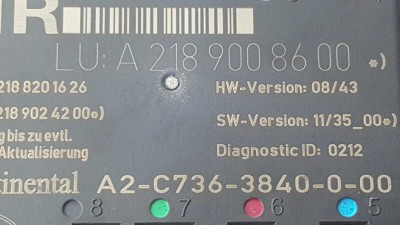 LU: A 218 900 86 00 *)
218 820 16 26
HW-Version: 08/43
218 902 42 00*)
SW-Version: 11/35_00*)
g bis zu evtl.
Aktualisierung
Diagnostic ID: 0212
tinental A2-C736-3840-0-00
8 7 6 5